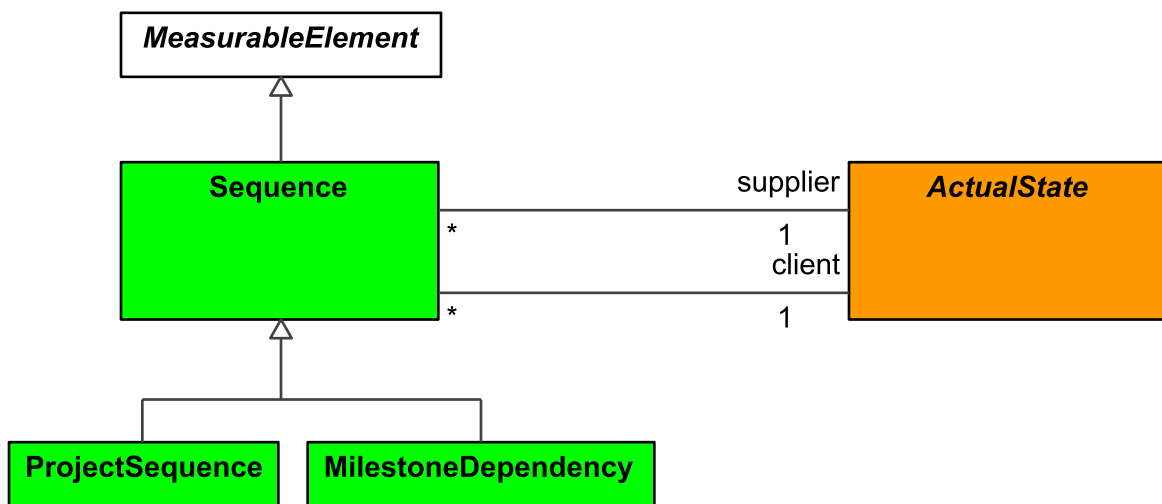 MeasurableElement
Sequence
supplier
ActualState
*
1
client
*
1
ProjectSequence
MilestoneDependency